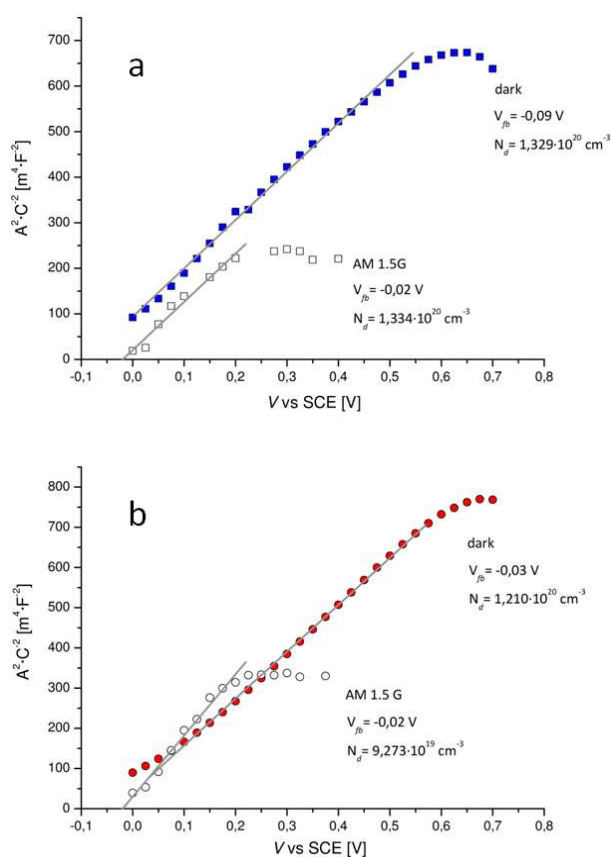 a
700
600
500
400
300
200
100
0
A²·C⁻² [m⁴·F⁻²]
dark
V_fb = -0,09 V
N_d = 1,329·10²⁰ cm⁻³
AM 1.5G
V_fb = -0,02 V
N_d = 1,334·10²⁰ cm⁻³
-0,1 0,0 0,1 0,2 0,3 0,4 0,5 0,6 0,7 0,8
V vs SCE [V]
b
800
700
600
500
400
300
200
100
0
A²·C⁻² [m⁴·F⁻²]
dark
V_fb = -0,03 V
N_d = 1,210·10²⁰ cm⁻³
AM 1.5 G
V_fb = -0,02 V
N_d = 9,273·10¹⁹ cm⁻³
-0,1 0,0 0,1 0,2 0,3 0,4 0,5 0,6 0,7 0,8
V vs SCE [V]